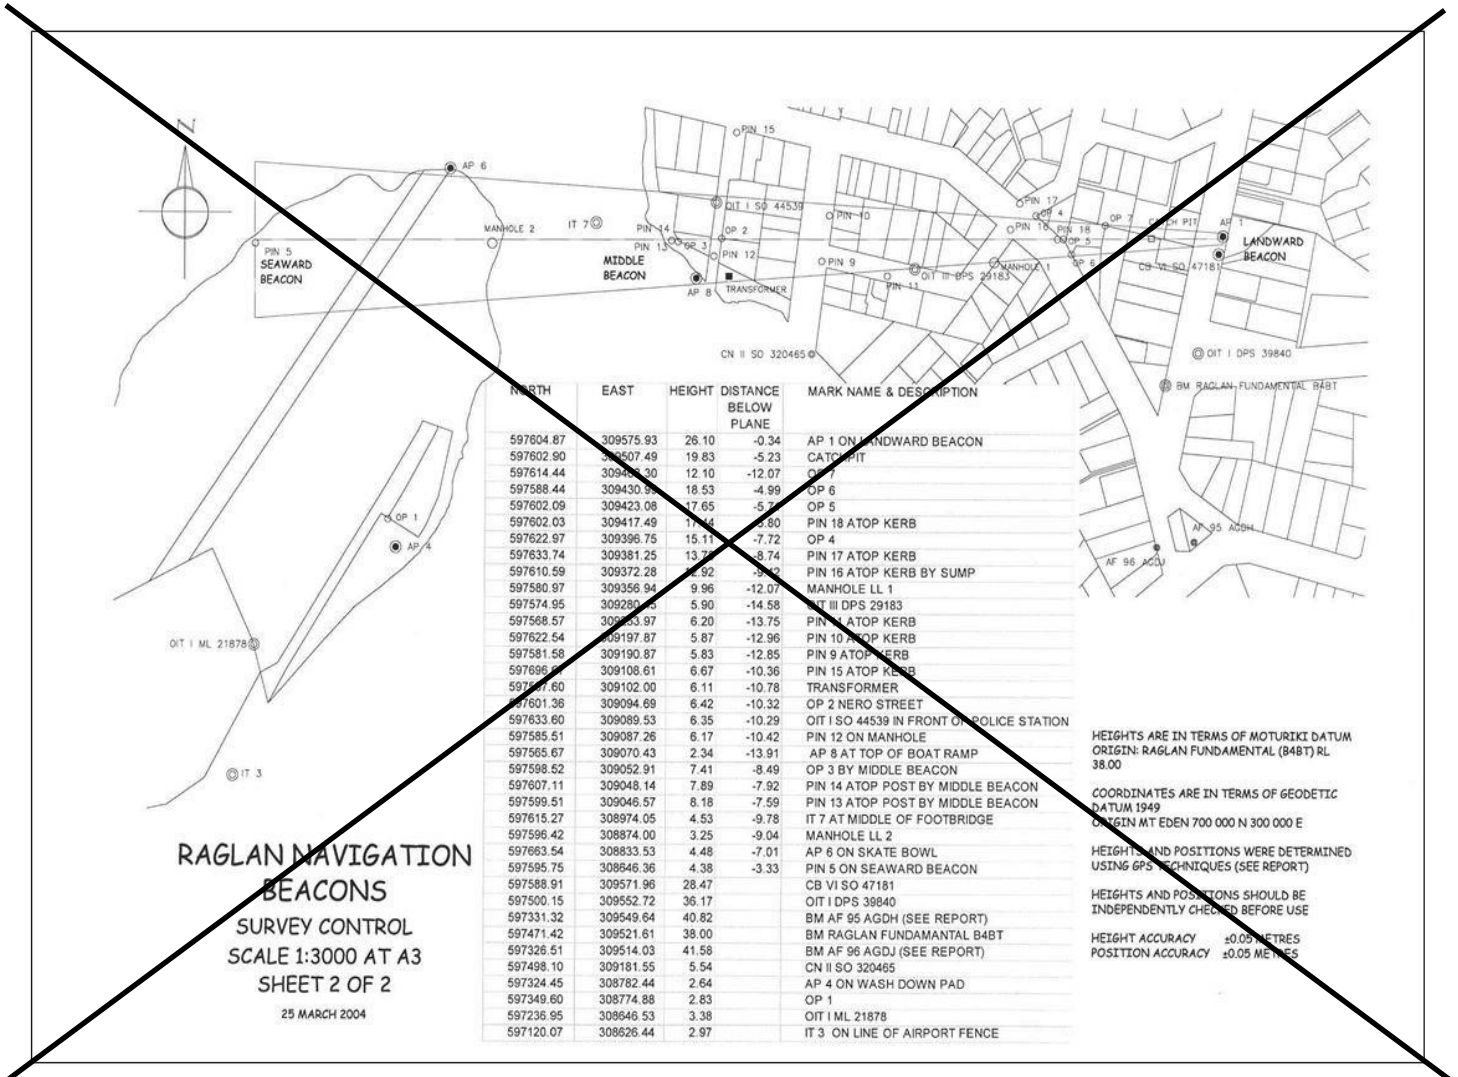 N
PIN 15
AP 6
OIT I SO 44539
IT 7
PIN 10
PIN 17
OP 4
OP 7
CATCH PIT
AP 1
MANHOLE 2
PIN 14
OP 2
PIN 16
PIN 18
OP 5
PIN 5
PIN 13
OP 3
PIN 12
PIN 9
MANHOLE 1
OP 6
CB VI SO 47181
LANDWARD
BEACON
SEAWARD
BEACON
MIDDLE
BEACON
AP 8
TRANSFORMER
PIN 11
OIT III DPS 29183
CN II SO 320465
OIT I DPS 39840
BM RAGLAN FUNDAMENTAL B4BT
OP 1
AP 4
AF 95 AGDH
AF 96 AGDJ
OIT I ML 21878
IT 3
NORTH EAST HEIGHT DISTANCE MARK NAME & DESCRIPTION
BELOW
PLANE
597604.87 309575.93 26.10 -0.34 AP 1 ON LANDWARD BEACON
597602.90 309507.49 19.83 -5.23 CATCHPIT
597614.44 12.10 -12.07 OP 7
597588.44 18.53 -4.99 OP 6
597602.09 309423.08 17.65 OP 5
597602.03 309417.49 -5.80 PIN 18 ATOP KERB
597622.97 309396.75 15.11 -7.72 OP 4
597633.74 309381.25 -8.74 PIN 17 ATOP KERB
597610.59 309372.28 12.92 PIN 16 ATOP KERB BY SUMP
597580.97 309356.94 9.96 -12.07 MANHOLE LL 1
597574.95 5.90 -14.58 OIT III DPS 29183
597568.57 6.20 -13.75 PIN 11 ATOP KERB
597622.54 309197.87 5.87 -12.96 PIN 10 ATOP KERB
597581.58 309190.87 5.83 -12.85 PIN 9 ATOP KERB
309108.61 6.67 -10.36 PIN 15 ATOP KERB
309102.00 6.11 -10.78 TRANSFORMER
597601.36 309094.69 6.42 -10.32 OP 2 NERO STREET
597633.60 309089.53 6.35 -10.29 OIT I SO 44539 IN FRONT OF POLICE STATION
597585.51 309087.26 6.17 -10.42 PIN 12 ON MANHOLE
597565.67 309070.43 2.34 -13.91 AP 8 AT TOP OF BOAT RAMP
597598.52 309052.91 7.41 -8.49 OP 3 BY MIDDLE BEACON
597607.11 309048.14 7.89 -7.92 PIN 14 ATOP POST BY MIDDLE BEACON
597599.51 309046.57 8.18 -7.59 PIN 13 ATOP POST BY MIDDLE BEACON
597615.27 308974.05 4.53 -9.78 IT 7 AT MIDDLE OF FOOTBRIDGE
597596.42 308874.00 3.25 -9.04 MANHOLE LL 2
597663.54 308833.53 4.48 -7.01 AP 6 ON SKATE BOWL
597595.75 308646.36 4.38 -3.33 PIN 5 ON SEAWARD BEACON
597588.91 309571.96 28.47 CB VI SO 47181
597500.15 309552.72 36.17 OIT I DPS 39840
597331.32 309549.64 40.82 BM AF 95 AGDH (SEE REPORT)
597471.42 309521.61 38.00 BM RAGLAN FUNDAMANTAL B4BT
597326.51 309514.03 41.58 BM AF 96 AGDJ (SEE REPORT)
597498.10 309181.55 5.54 CN II SO 320465
597324.45 308782.44 2.64 AP 4 ON WASH DOWN PAD
597349.60 308774.88 2.83 OP 1
597236.95 308646.53 3.38 OIT I ML 21878
597120.07 308626.44 2.97 IT 3 ON LINE OF AIRPORT FENCE
HEIGHTS ARE IN TERMS OF MOTURIKI DATUM
ORIGIN: RAGLAN FUNDAMENTAL (B4BT) RL
38.00
COORDINATES ARE IN TERMS OF GEODETIC
DATUM 1949
ORIGIN MT EDEN 700 000 N 300 000 E
HEIGHTS AND POSITIONS WERE DETERMINED
USING GPS TECHNIQUES (SEE REPORT)
HEIGHTS AND POSITIONS SHOULD BE
INDEPENDENTLY CHECKED BEFORE USE
HEIGHT ACCURACY ±0.05 METRES
POSITION ACCURACY ±0.05 METRES
RAGLAN NAVIGATION
BEACONS
SURVEY CONTROL
SCALE 1:3000 AT A3
SHEET 2 OF 2
25 MARCH 2004